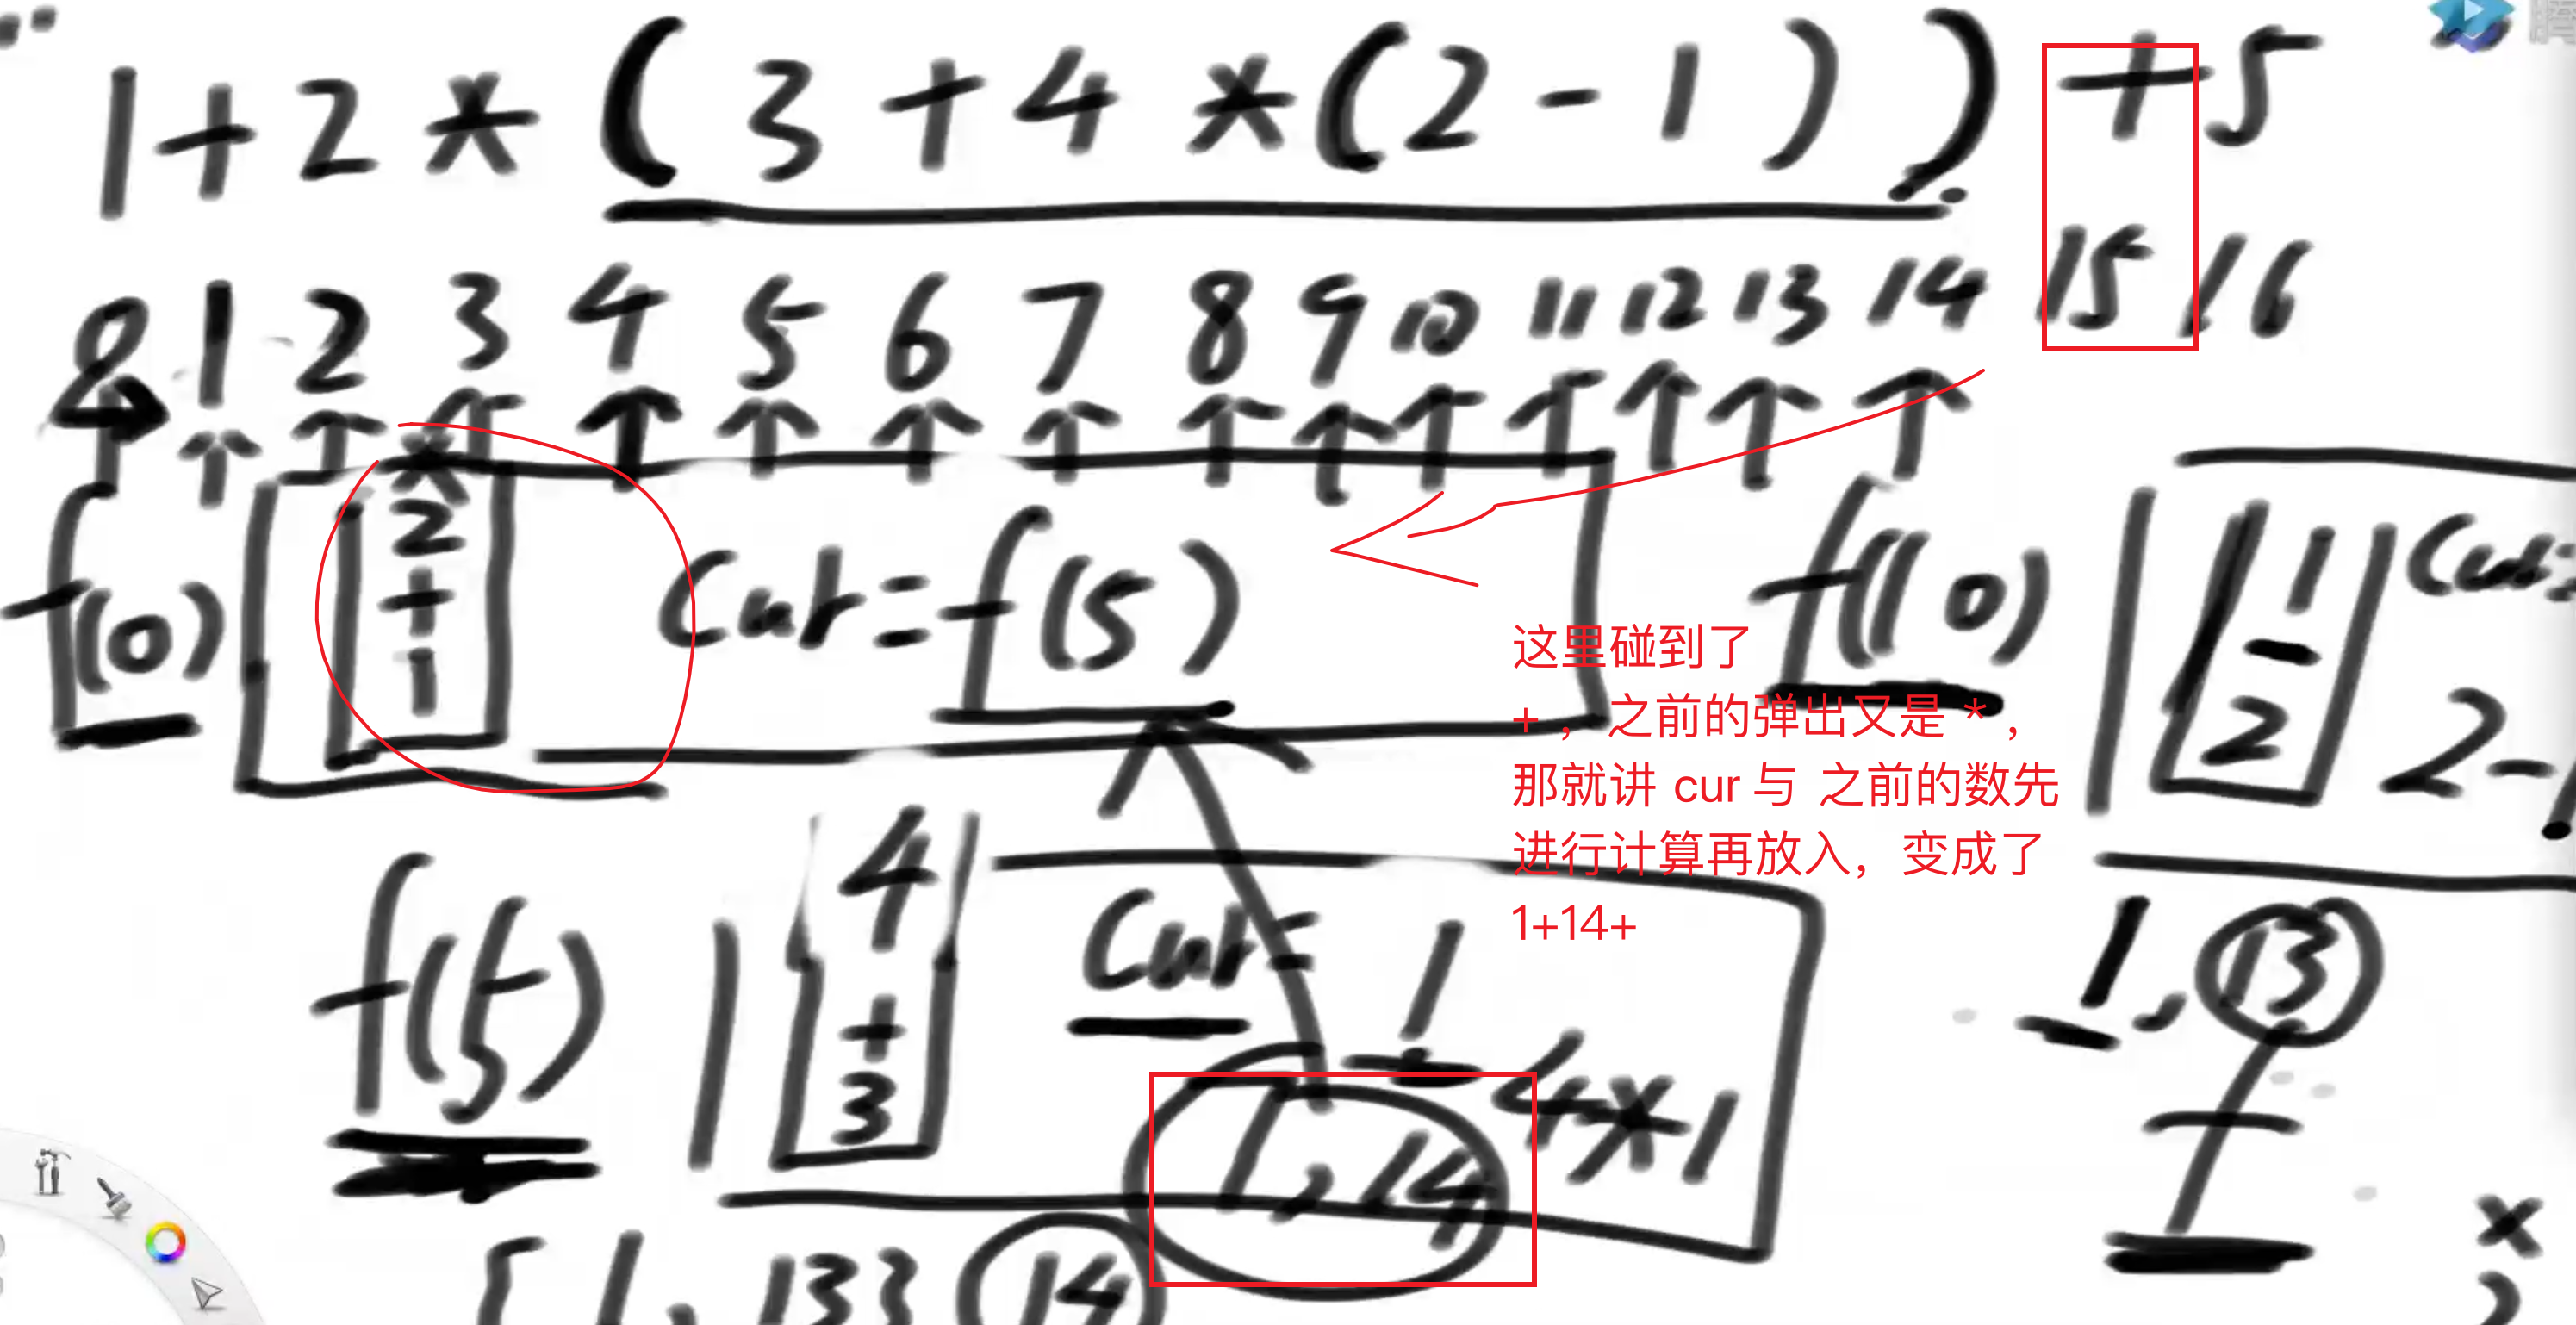 1+2*(3+4*(2-1))+5
0 1 2 3 4 5 6 7 8 9 10 11 12 13 14 15 16
f(0)
*
2
+
1
Cur=f(5)
f(10)
1
-
2
Cur=
2-1
这里碰到了
+，之前的弹出又是 *，
那就讲 cur 与 之前的数先
进行计算再放入，变成了
1+14+
f(5)
4
+
3
Cur=1
4*1
7, 14
1, 13
[1, 13] 14